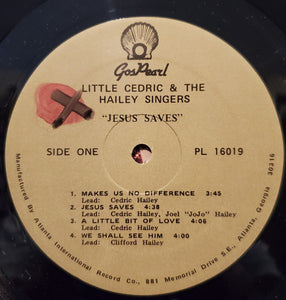 GosPearl
LITTLE CEDRIC & THE
HAILEY SINGERS
"JESUS SAVES"
SIDE ONE
PL 16019
1. MAKES US NO DIFFERENCE 3:45
Lead: Cedric Hailey
2. JESUS SAVES 4:38
Lead: Cedric Hailey, Joel "JoJo" Hailey
3. A LITTLE BIT OF LOVE 4:06
Lead: Cedric Hailey
4. WE SHALL SEE HIM 4:00
Lead: Clifford Hailey
Manufactured By Atlanta International Record Co., 881 Memorial Drive S.E., Atlanta, Georgia 30316